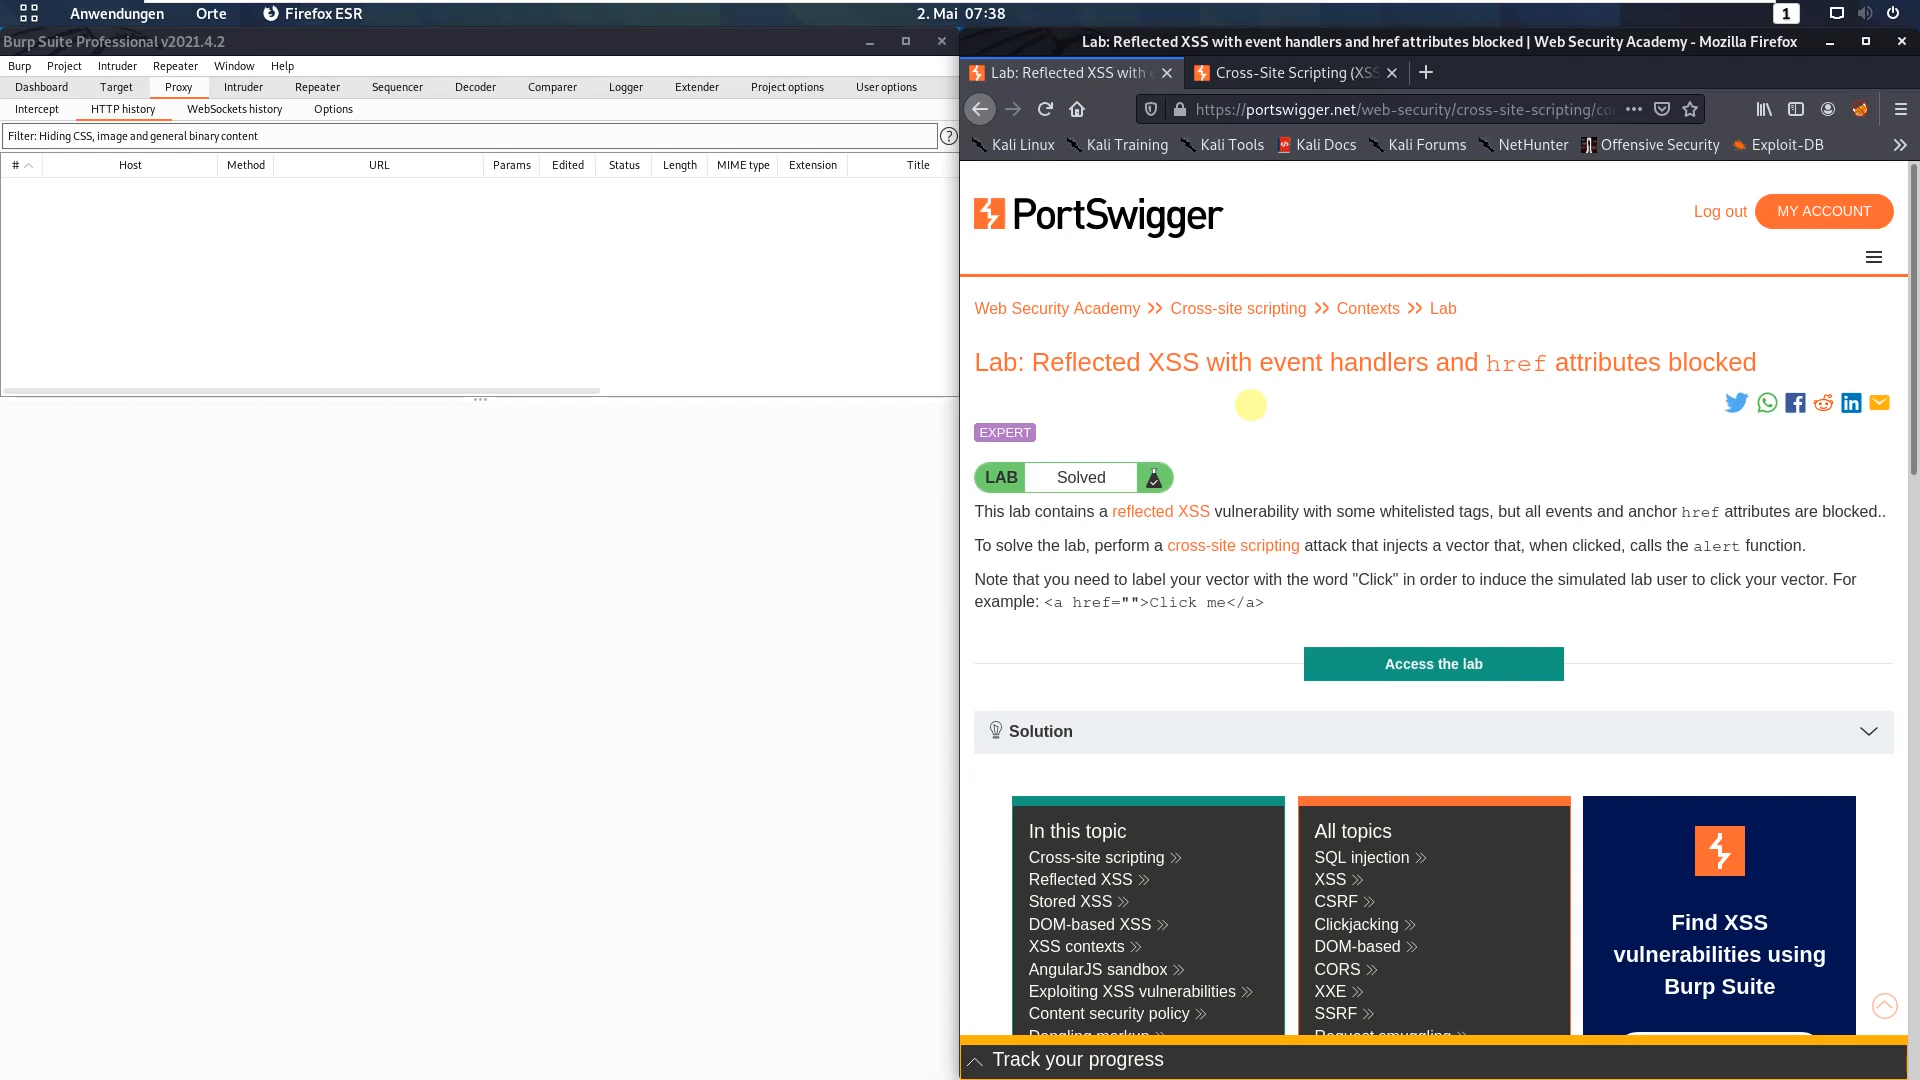 Anwendungen Orte Firefox ESR 2. Mai 07:38 1
Burp Suite Professional v2021.4.2
Burp Project Intruder Repeater Window Help
Dashboard Target Proxy Intruder Repeater Sequencer Decoder Comparer Logger Extender Project options User options
Intercept HTTP history WebSockets history Options
Filter: Hiding CSS, image and general binary content ?
# Host Method URL Params Edited Status Length MIME type Extension Title
Lab: Reflected XSS with event handlers and href attributes blocked | Web Security Academy - Mozilla Firefox
Lab: Reflected XSS with e Cross-Site Scripting (XSS
https://portswigger.net/web-security/cross-site-scripting/co
Kali Linux Kali Training Kali Tools Kali Docs Kali Forums NetHunter Offensive Security Exploit-DB
PortSwigger
Log out MY ACCOUNT
Web Security Academy >> Cross-site scripting >> Contexts >> Lab
Lab: Reflected XSS with event handlers and href attributes blocked
EXPERT
LAB Solved
This lab contains a reflected XSS vulnerability with some whitelisted tags, but all events and anchor href attributes are blocked..
To solve the lab, perform a cross-site scripting attack that injects a vector that, when clicked, calls the alert function.
Note that you need to label your vector with the word "Click" in order to induce the simulated lab user to click your vector. For
example: <a href="">Click me</a>
Access the lab
Solution
In this topic
Cross-site scripting
Reflected XSS
Stored XSS
DOM-based XSS
XSS contexts
AngularJS sandbox
Exploiting XSS vulnerabilities
Content security policy
Dangling markup
All topics
SQL injection
XSS
CSRF
Clickjacking
DOM-based
CORS
XXE
SSRF
Request smuggling
Find XSS
vulnerabilities using
Burp Suite
Track your progress